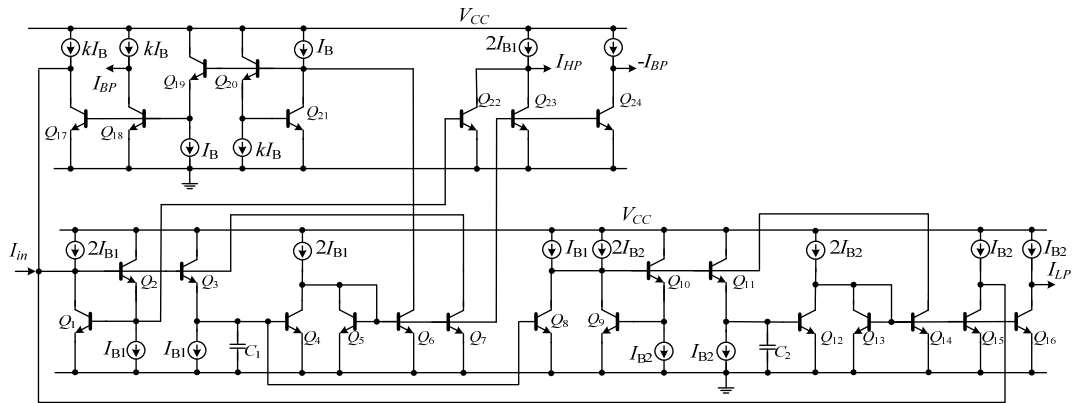 V_CC
kI_B kI_B I_B 2I_B1
I_BP I_HP -I_BP
Q_19 Q_20
Q_17 Q_18 Q_21 Q_22 Q_23 Q_24
I_B kI_B
V_CC
I_in 2I_B1 2I_B1 I_B1 2I_B2 2I_B2 I_B2 I_B2
I_LP
Q_2 Q_3 Q_10 Q_11
Q_1 Q_4 Q_5 Q_6 Q_7 Q_8 Q_9 Q_12 Q_13 Q_14 Q_15 Q_16
I_B1 I_B1 C_1 I_B2 I_B2 C_2